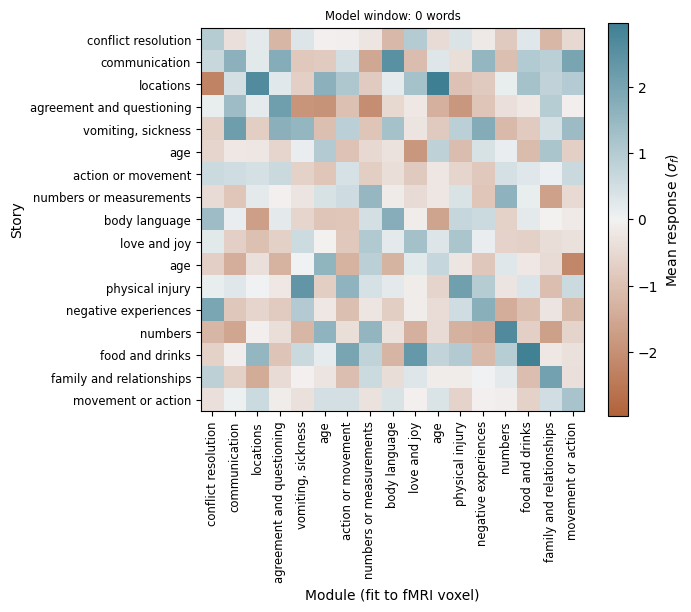 Model window: 0 words
Story
conflict resolution
communication
locations
agreement and questioning
vomiting, sickness
age
action or movement
numbers or measurements
body language
love and joy
age
physical injury
negative experiences
numbers
food and drinks
family and relationships
movement or action
conflict resolution
communication
locations
agreement and questioning
vomiting, sickness
age
action or movement
numbers or measurements
body language
love and joy
age
physical injury
negative experiences
numbers
food and drinks
family and relationships
movement or action
Module (fit to fMRI voxel)
2
1
0
−1
−2
Mean response (σ_f)